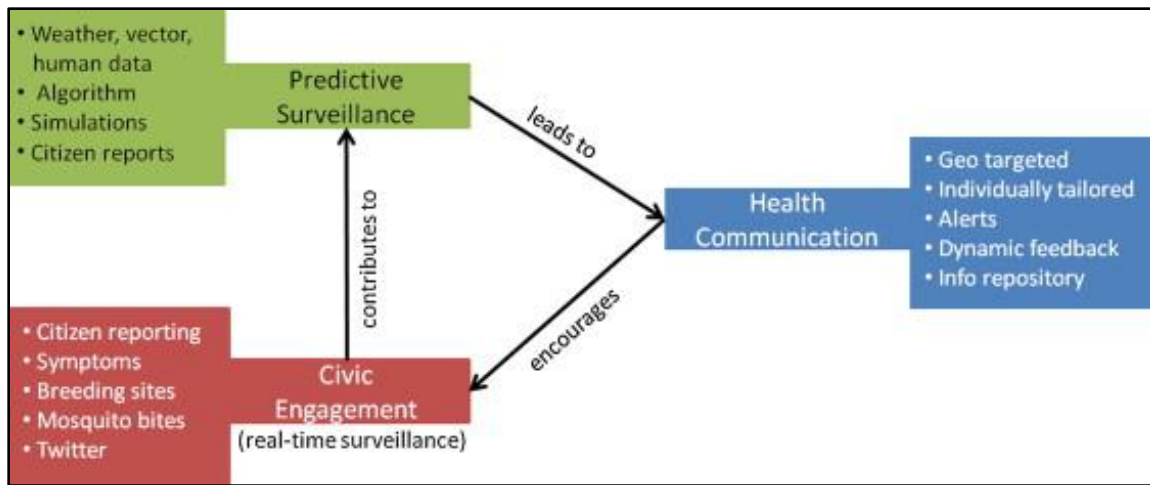 • Weather, vector,
human data
• Algorithm
• Simulations
• Citizen reports
Predictive
Surveillance
leads to
• Geo targeted
• Individually tailored
• Alerts
• Dynamic feedback
• Info repository
Health
Communication
contributes to
encourages
• Citizen reporting
• Symptoms
• Breeding sites
• Mosquito bites
• Twitter
Civic
Engagement
(real-time surveillance)